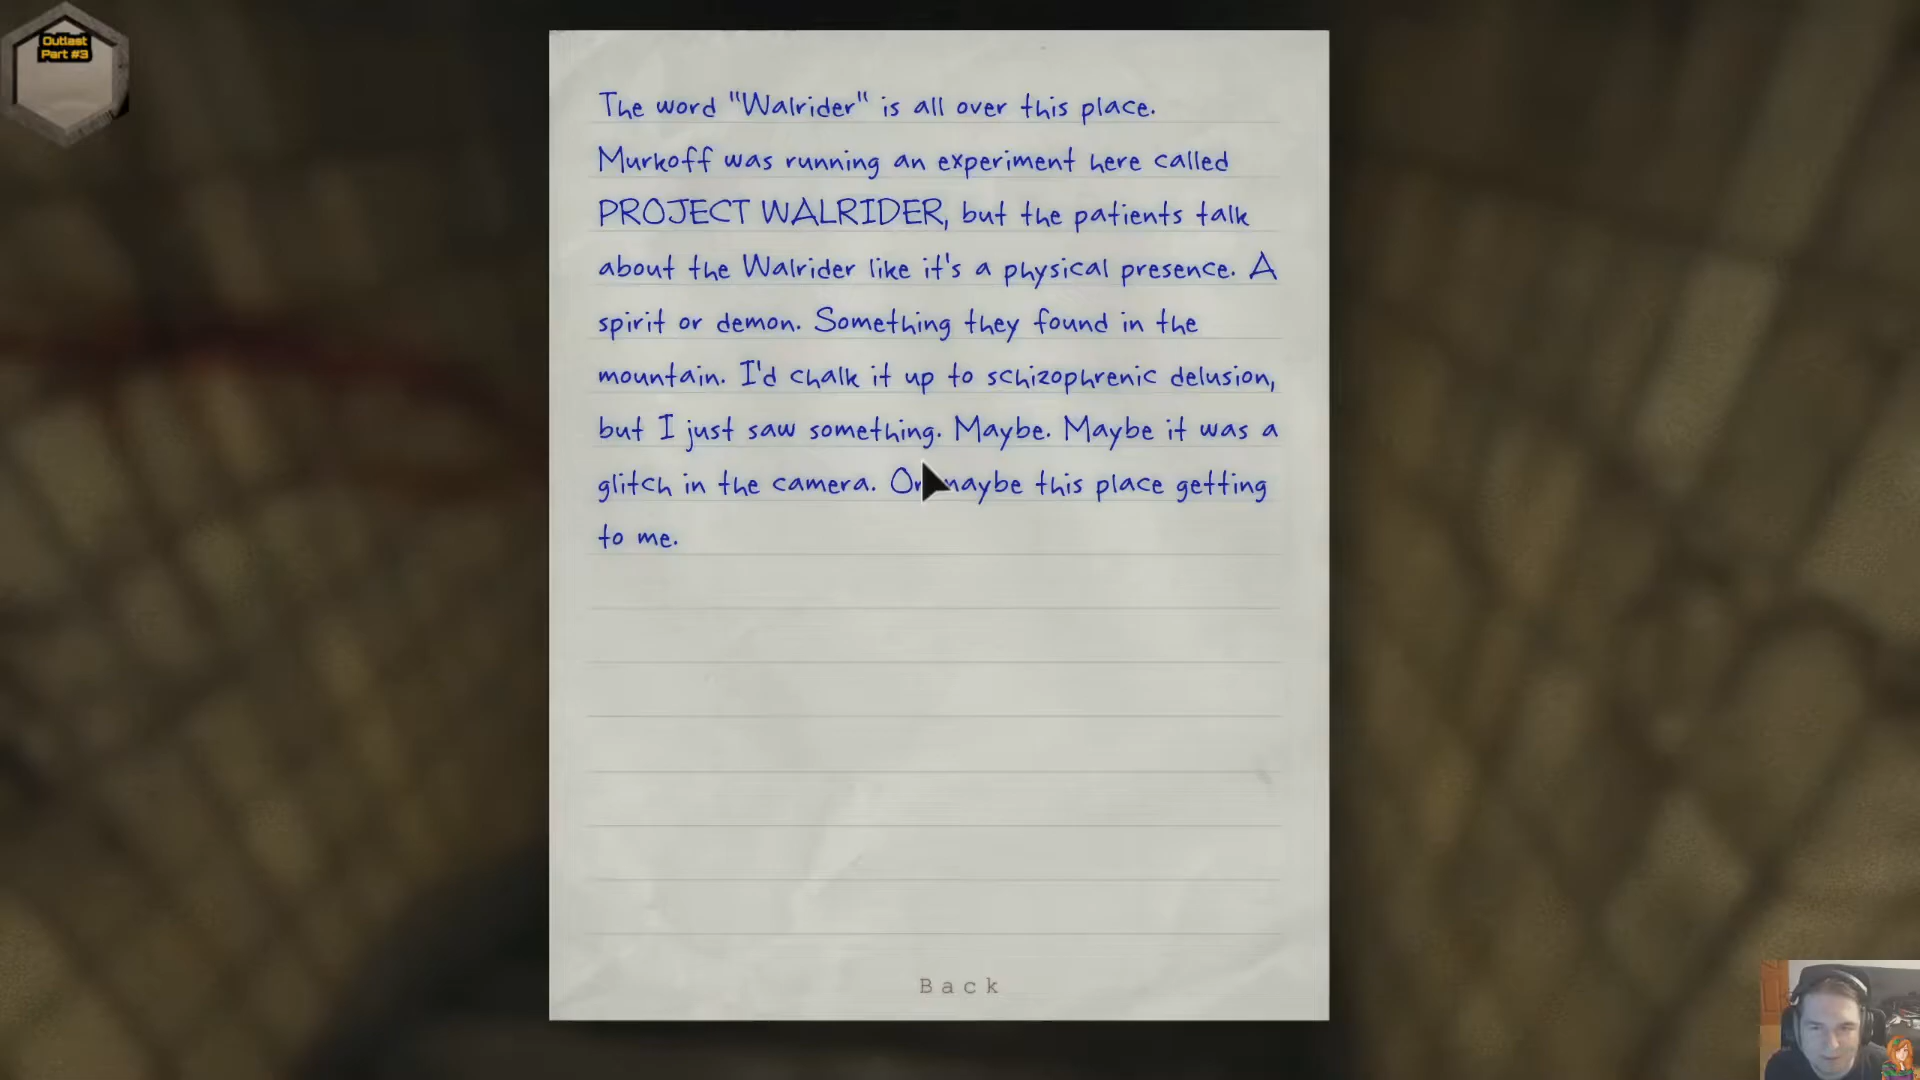 Outlast
Part #3
The word "Walrider" is all over this place.
Murkoff was running an experiment here called
PROJECT WALRIDER, but the patients talk
about the Walrider like it's a physical presence. A
spirit or demon. Something they found in the
mountain. I'd chalk it up to schizophrenic delusion,
but I just saw something. Maybe. Maybe it was a
glitch in the camera. Or maybe this place getting
to me.
Back